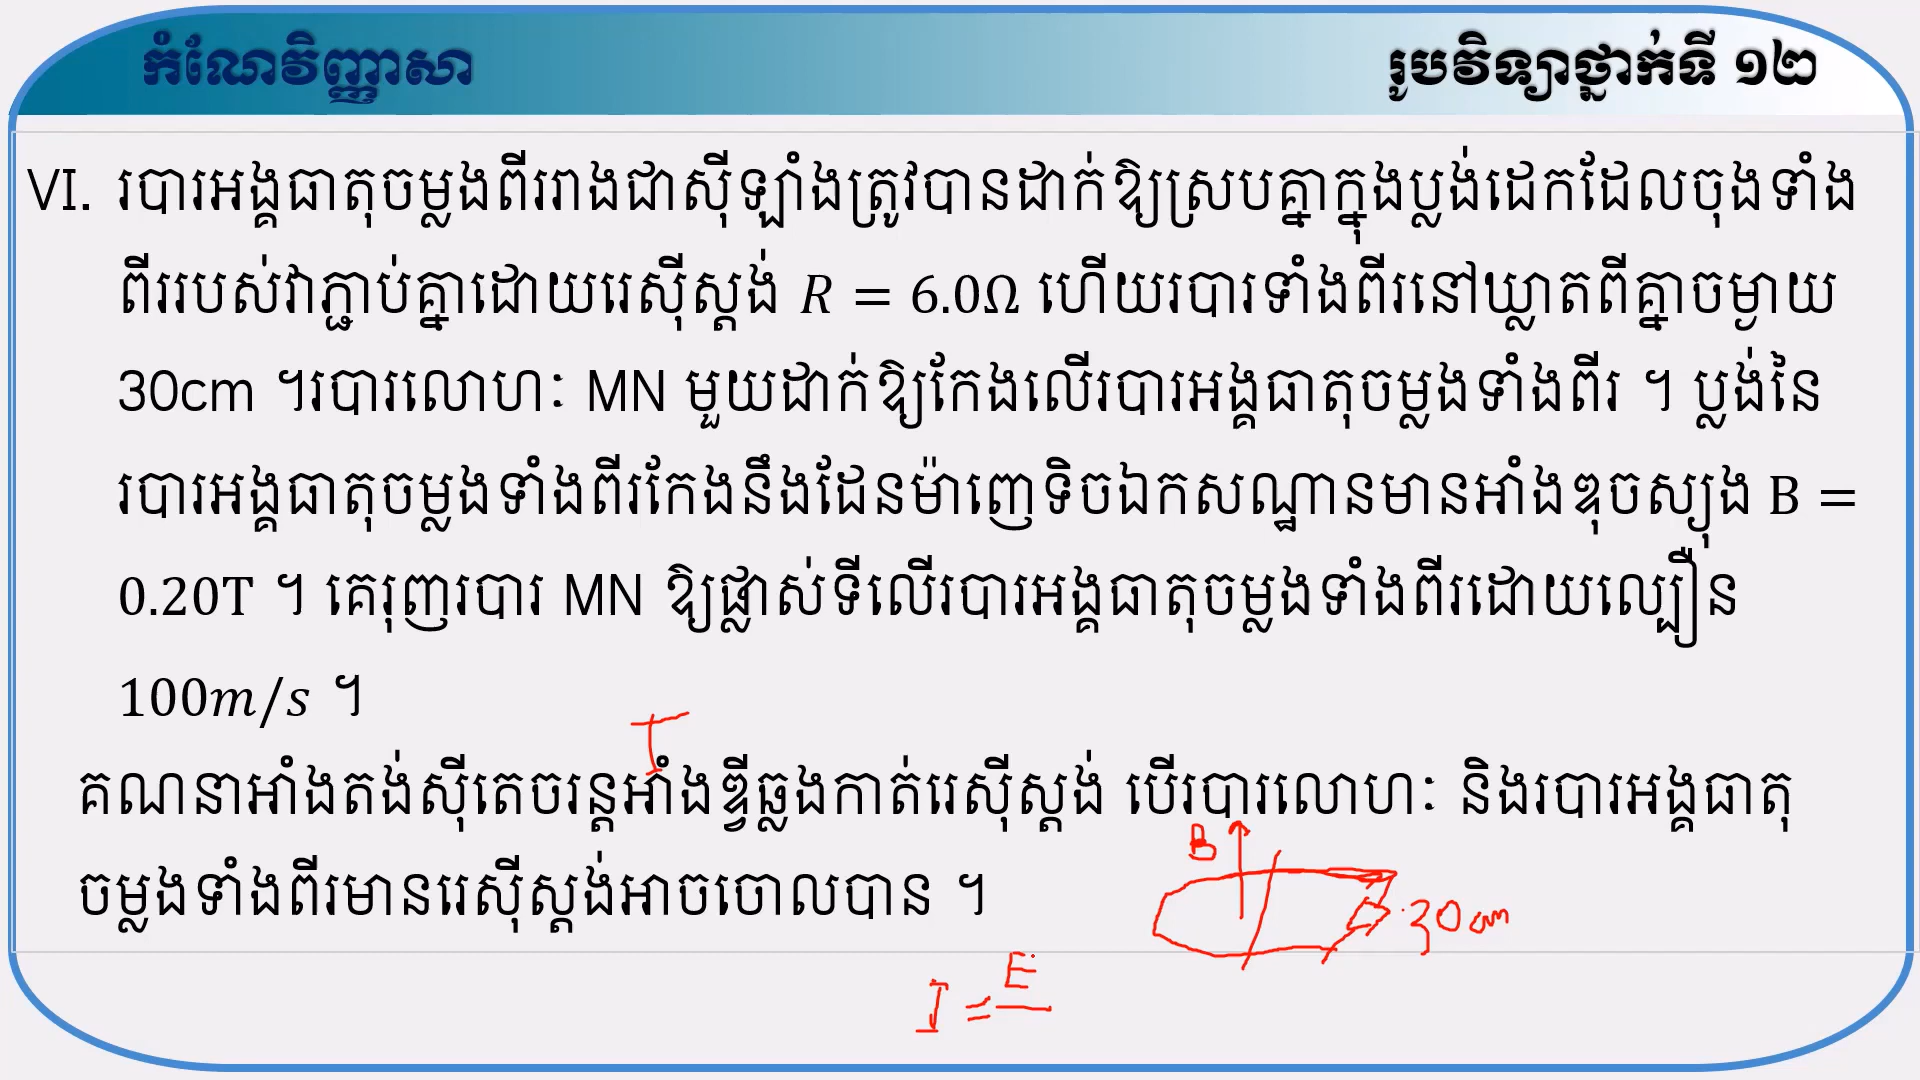 កំណែវិញ្ញាសា
រូបវិទ្យាថ្នាក់ទី ១២
VI. របារអង្គធាតុចម្លងពីររាងជាស៊ីឡាំងត្រូវបានដាក់ឱ្យស្របគ្នាក្នុងប្លង់ដេកដែលចុងទាំង
ពីររបស់វាភ្ជាប់គ្នាដោយរេស៊ីស្តង់ R = 6.0Ω ហើយរបារទាំងពីរនៅឃ្លាតពីគ្នាចម្ងាយ
30cm ។របារលោហៈ MN មួយដាក់ឱ្យកែងលើរបារអង្គធាតុចម្លងទាំងពីរ ។ ប្លង់នៃ
របារអង្គធាតុចម្លងទាំងពីរកែងនឹងដែនម៉ាញេទិចឯកសណ្ឋានមានអាំងឌុចស្យុង B =
0.20T ។ គេរុញរបារ MN ឱ្យផ្លាស់ទីលើរបារអង្គធាតុចម្លងទាំងពីរដោយល្បឿន
100m/s ។
I
គណនាអាំងតង់ស៊ីតេចរន្តអាំងឌ្វីឆ្លងកាត់រេស៊ីស្តង់ បើរបារលោហៈ និងរបារអង្គធាតុ
ចម្លងទាំងពីរមានរេស៊ីស្តង់អាចចោលបាន ។
B
30cm
I = E